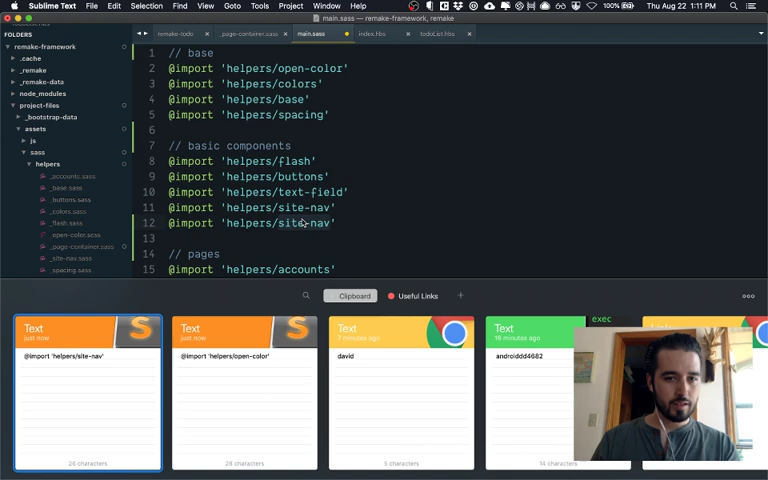 Sublime Text File Edit Selection Find View Goto Tools Project Window Help 100% Thu Aug 22 1:11 PM
main.sass — remake-framework, remake
FOLDERS
remake-todo _page-container.sass main.sass index.hbs todoList.hbs
remake-framework
.cache
_remake
_remake-data
node_modules
project-files
_bootstrap-data
assets
js
sass
helpers
_accounts.sass
_base.sass
_buttons.sass
_colors.sass
_flash.sass
_open-color.scss
_page-container.sass
_site-nav.sass
_spacing.sass
1 // base
2 @import 'helpers/open-color'
3 @import 'helpers/colors'
4 @import 'helpers/base'
5 @import 'helpers/spacing'
6
7 // basic components
8 @import 'helpers/flash'
9 @import 'helpers/buttons'
10 @import 'helpers/text-field'
11 @import 'helpers/site-nav'
12 @import 'helpers/site-nav'
13
14 // pages
15 @import 'helpers/accounts'
Clipboard Useful Links
Text
just now
@import 'helpers/site-nav'
26 characters
Text
just now
@import 'helpers/open-color'
28 characters
Text
7 minutes ago
david
5 characters
Text
16 minutes ago
androiddd4682
14 characters
exec